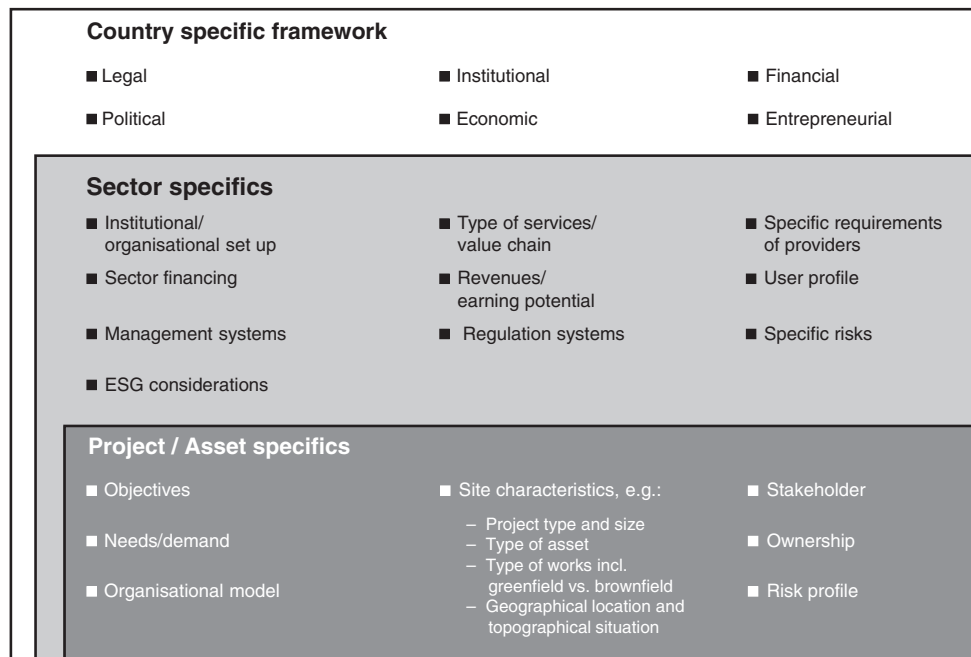 Country specific framework
■ Legal ■ Institutional ■ Financial
■ Political ■ Economic ■ Entrepreneurial
Sector specifics
■ Institutional/ ■ Type of services/ ■ Specific requirements
organisational set up value chain of providers
■ Sector financing ■ Revenues/ ■ User profile
earning potential
■ Management systems ■ Regulation systems ■ Specific risks
■ ESG considerations
Project / Asset specifics
■ Objectives ■ Site characteristics, e.g.: ■ Stakeholder
– Project type and size
■ Needs/demand – Type of asset ■ Ownership
– Type of works incl.
greenfield vs. brownfield
■ Organisational model ■ Risk profile
– Geographical location and
topographical situation